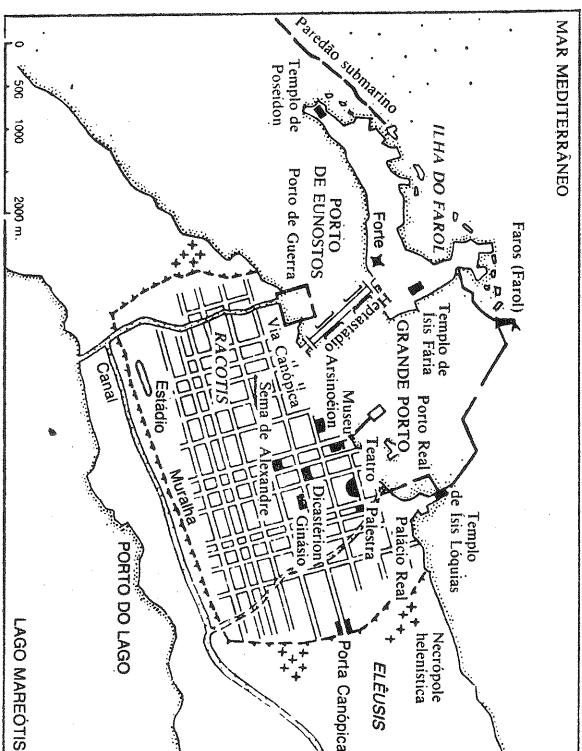 MAR MEDITERRÂNEO
Paredão submarino
ILHA DO FAROL
Faros (Farol)
Templo de
Poseidon
Forte
Templo de
Ísis Fária
PORTO
DE EUNOSTOS
Porto de Guerra
Heptastádio
GRANDE PORTO
Porto Real
Templo
de Isis Lóquias
Arsinoéion
Museu
Teatro
Palestra
Palácio Real
Necrópole
helenística
Via Canópica
RACOTIS
Sema de Alexandre
Dicastérion
Ginásio
Porta Canópica
ELÊUSIS
Canal
Estádio
Muralha
PORTO DO LAGO
LAGO MAREÓTIS
0 500 1000 2000 m.